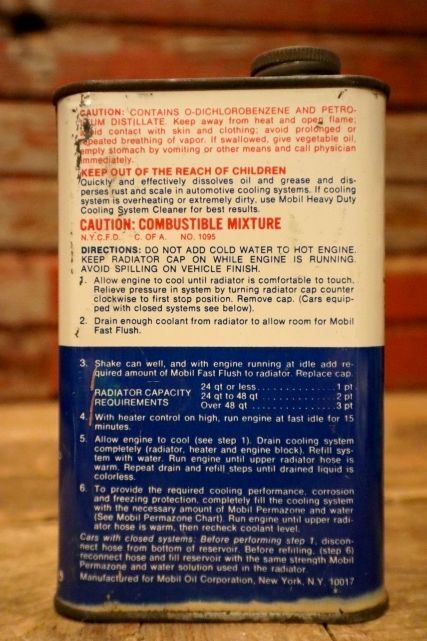 CAUTION: CONTAINS O-DICHLOROBENZENE AND PETRO-
DISTILLATE. Keep away from heat and open flame;
contact with skin and clothing; avoid prolonged or
repeated breathing of vapor. If swallowed, give vegetable oil,
empty stomach by vomiting or other means and call physician
immediately.
KEEP OUT OF THE REACH OF CHILDREN
Quickly and effectively dissolves oil and grease and dis-
perses rust and scale in automotive cooling systems. If cooling
system is overheating or extremely dirty, use Mobil Heavy Duty
Cooling System Cleaner for best results.
CAUTION: COMBUSTIBLE MIXTURE
N.Y.C.F.D. C. OF A. NO. 1095
DIRECTIONS: DO NOT ADD COLD WATER TO HOT ENGINE.
KEEP RADIATOR CAP ON WHILE ENGINE IS RUNNING.
AVOID SPILLING ON VEHICLE FINISH.
1. Allow engine to cool until radiator is comfortable to touch.
Relieve pressure in system by turning radiator cap counter
clockwise to first stop position. Remove cap. (Cars equip-
ped with closed systems see below).
2. Drain enough coolant from radiator to allow room for Mobil
Fast Flush.
3. Shake can well, and with engine running at idle add re-
quired amount of Mobil Fast Flush to radiator. Replace cap.
RADIATOR CAPACITY REQUIREMENTS
24 qt or less............1 pt
24 qt to 48 qt............2 pt
Over 48 qt............3 pt
4. With heater control on high, run engine at fast idle for 15
minutes.
5. Allow engine to cool (see step 1). Drain cooling system
completely (radiator, heater and engine block). Refill sys-
tem with water. Run engine until upper radiator hose is
warm. Repeat drain and refill steps until drained liquid is
colorless.
6. To provide the required cooling performance, corrosion
and freezing protection, completely fill the cooling system
with the necessary amount of Mobil Permazone and water
(See Mobil Permazone Chart). Run engine until upper radi-
ator hose is warm, then recheck coolant level.
Cars with closed systems: Before performing step 1, discon-
nect hose from bottom of reservoir. Before refilling, (step 6)
reconnect hose and fill reservoir with the same strength Mobil
Permazone and water solution used in the radiator.
Manufactured for Mobil Oil Corporation, New York, N.Y. 10017